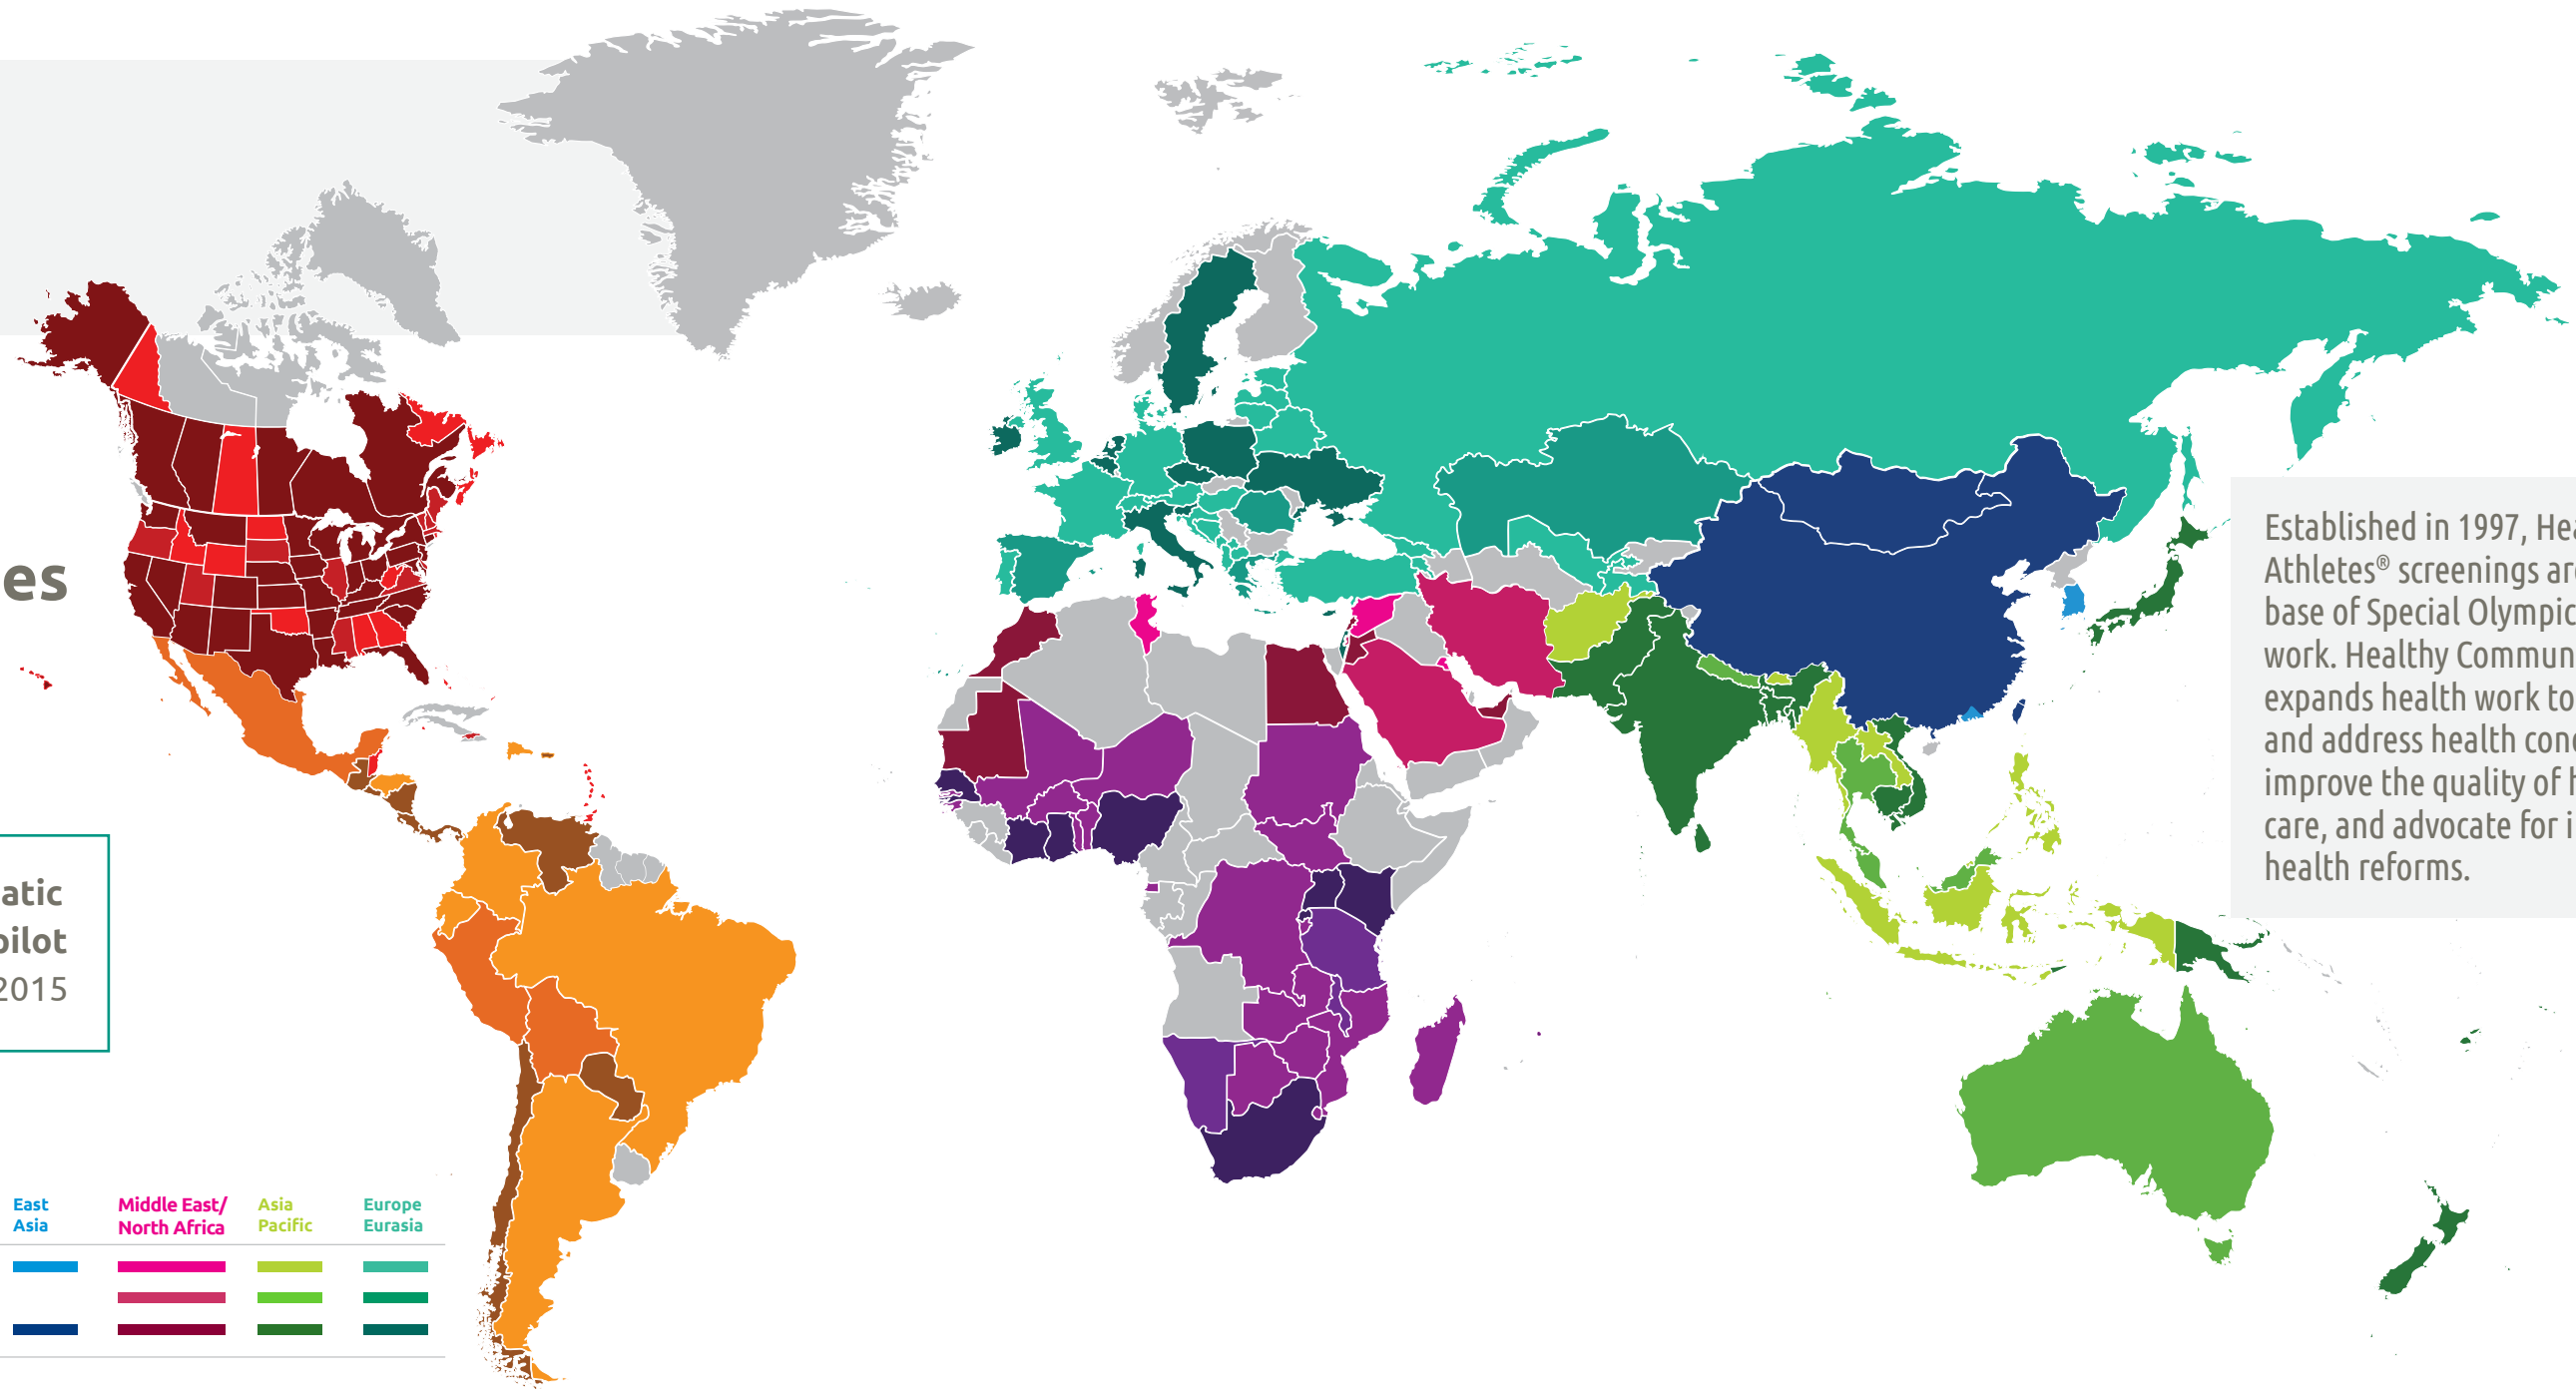 es
atic
pilot
2015
East
Asia
Middle East/
North Africa
Asia
Pacific
Europe
Eurasia
Established in 1997, Hea
Athletes® screenings are
base of Special Olympic
work. Healthy Commun
expands health work to
and address health cond
improve the quality of h
care, and advocate for i
health reforms.